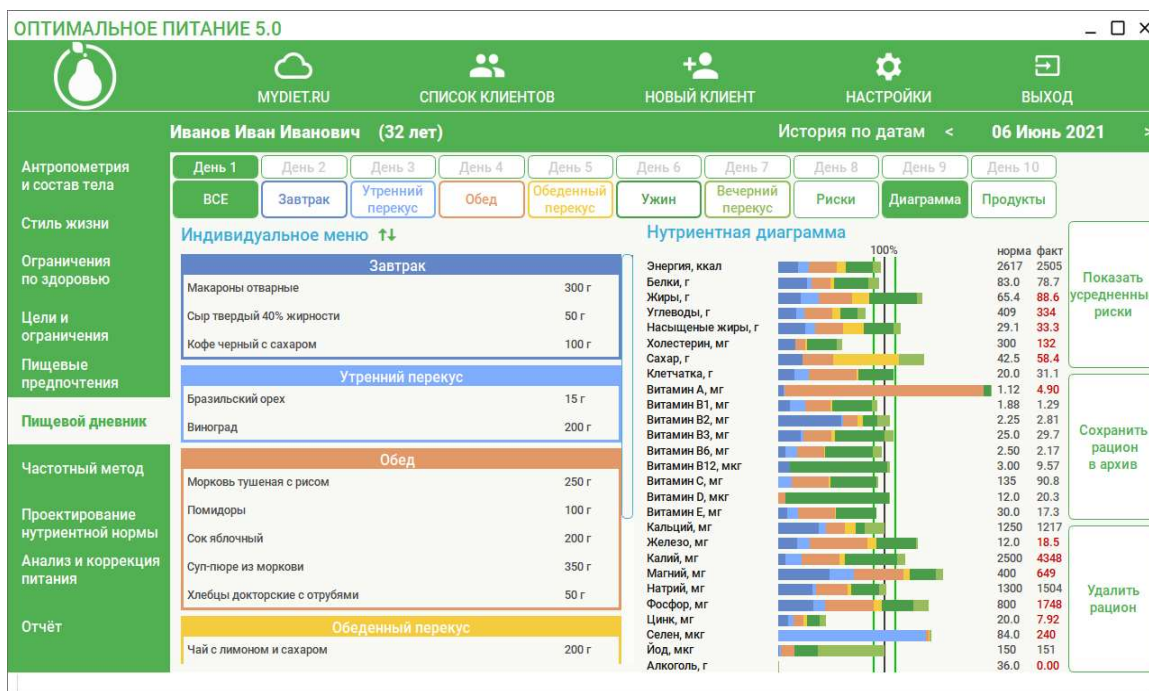 ОПТИМАЛЬНОЕ ПИТАНИЕ 5.0
MYDIET.RU
СПИСОК КЛИЕНТОВ
НОВЫЙ КЛИЕНТ
НАСТРОЙКИ
ВЫХОД
Иванов Иван Иванович (32 лет)
История по датам < 06 Июнь 2021 >
Антропометрия
и состав тела
Стиль жизни
Ограничения
по здоровью
Цели и
ограничения
Пищевые
предпочтения
Пищевой дневник
Частотный метод
Проектирование
нутриентной нормы
Анализ и коррекция
питания
Отчёт
День 1 День 2 День 3 День 4 День 5 День 6 День 7 День 8 День 9 День 10
ВСЕ
Завтрак
Утренний
перекус
Обед
Обеденный
перекус
Ужин
Вечерний
перекус
Риски
Диаграмма
Продукты
Индивидуальное меню
Завтрак
Макароны отварные 300 г
Сыр твердый 40% жирности 50 г
Кофе черный с сахаром 100 г
Утренний перекус
Бразильский орех 15 г
Виноград 200 г
Обед
Морковь тушеная с рисом 250 г
Помидоры 100 г
Сок яблочный 200 г
Суп-пюре из моркови 350 г
Хлебцы докторские с отрубями 50 г
Обеденный перекус
Чай с лимоном и сахаром 200 г
Нутриентная диаграмма
100% норма факт
Энергия, ккал 2617 2505
Белки, г 83.0 78.7
Жиры, г 65.4 88.6
Углеводы, г 409 334
Насыщеные жиры, г 29.1 33.3
Холестерин, мг 300 132
Сахар, г 42.5 58.4
Клетчатка, г 20.0 31.1
Витамин А, мг 1.12 4.90
Витамин В1, мг 1.88 1.29
Витамин В2, мг 2.25 2.81
Витамин В3, мг 25.0 29.7
Витамин В6, мг 2.50 2.17
Витамин В12, мкг 3.00 9.57
Витамин С, мг 135 90.8
Витамин D, мкг 12.0 20.3
Витамин Е, мг 30.0 17.3
Кальций, мг 1250 1217
Железо, мг 12.0 18.5
Калий, мг 2500 4348
Магний, мг 400 649
Натрий, мг 1300 1504
Фосфор, мг 800 1748
Цинк, мг 20.0 7.92
Селен, мкг 84.0 240
Йод, мкг 150 151
Алкоголь, г 36.0 0.00
Показать
усредненны
риски
Сохранить
рацион
в архив
Удалить
рацион